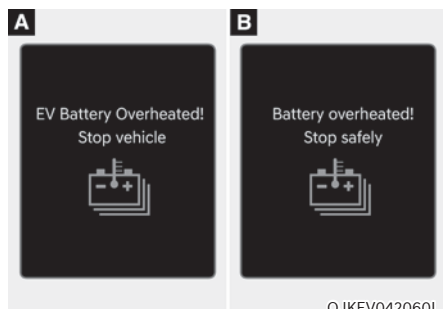 A
EV Battery Overheated!
Stop vehicle
B
Battery overheated!
Stop safely